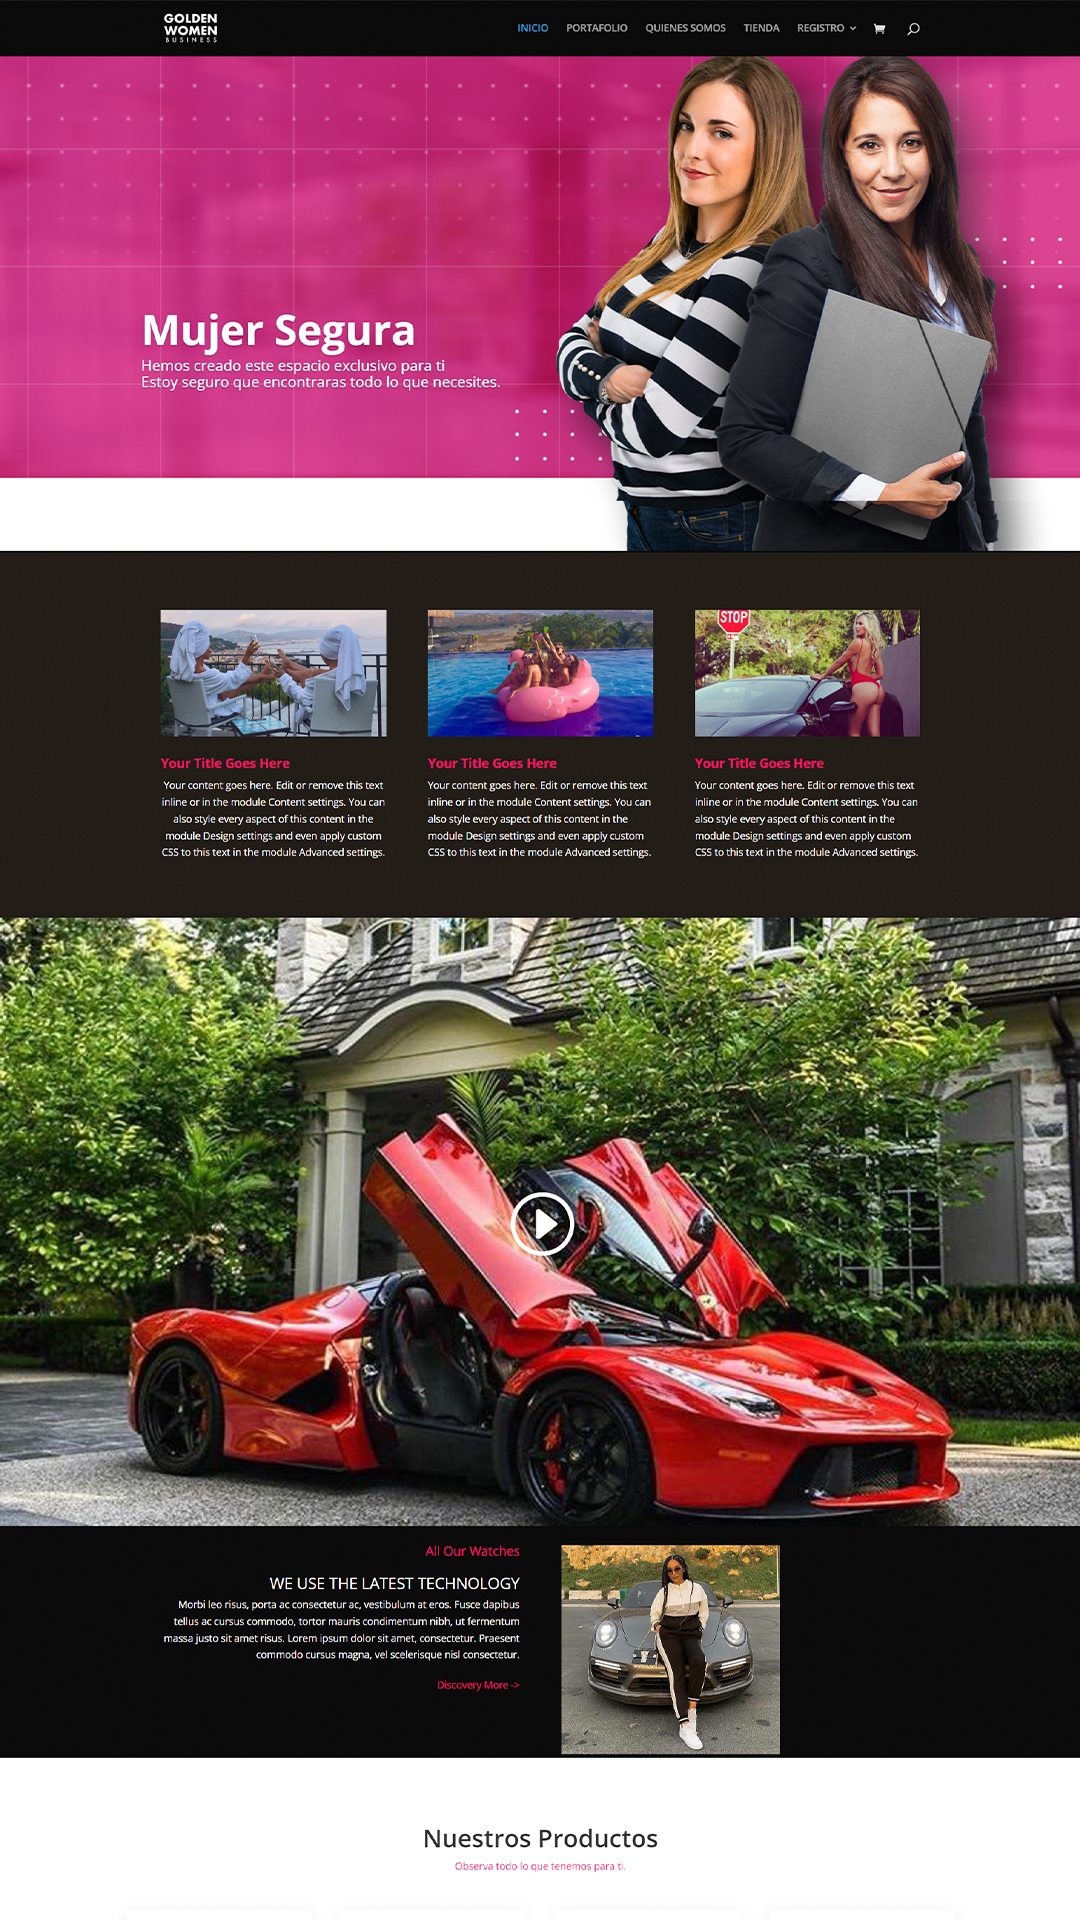 GOLDEN
WOMEN
BUSINESS
INICIO PORTAFOLIO QUIENES SOMOS TIENDA REGISTRO
Mujer Segura
Hemos creado este espacio exclusivo para ti
Estoy seguro que encontraras todo lo que necesites.
STOP
Your Title Goes Here
Your content goes here. Edit or remove this text
inline or in the module Content settings. You can
also style every aspect of this content in the
module Design settings and even apply custom
CSS to this text in the module Advanced settings.
Your Title Goes Here
Your content goes here. Edit or remove this text
inline or in the module Content settings. You can
also style every aspect of this content in the
module Design settings and even apply custom
CSS to this text in the module Advanced settings.
Your Title Goes Here
Your content goes here. Edit or remove this text
inline or in the module Content settings. You can
also style every aspect of this content in the
module Design settings and even apply custom
CSS to this text in the module Advanced settings.
All Our Watches
WE USE THE LATEST TECHNOLOGY
Morbi leo risus, porta ac consectetur ac, vestibulum at eros. Fusce dapibus
tellus ac cursus commodo, tortor mauris condimentum nibh, ut fermentum
massa justo sit amet risus. Lorem ipsum dolor sit amet, consectetur. Praesent
commodo cursus magna, vel scelerisque nisl consectetur.
Discovery More ->
Nuestros Productos
Observa todo lo que tenemos para ti.